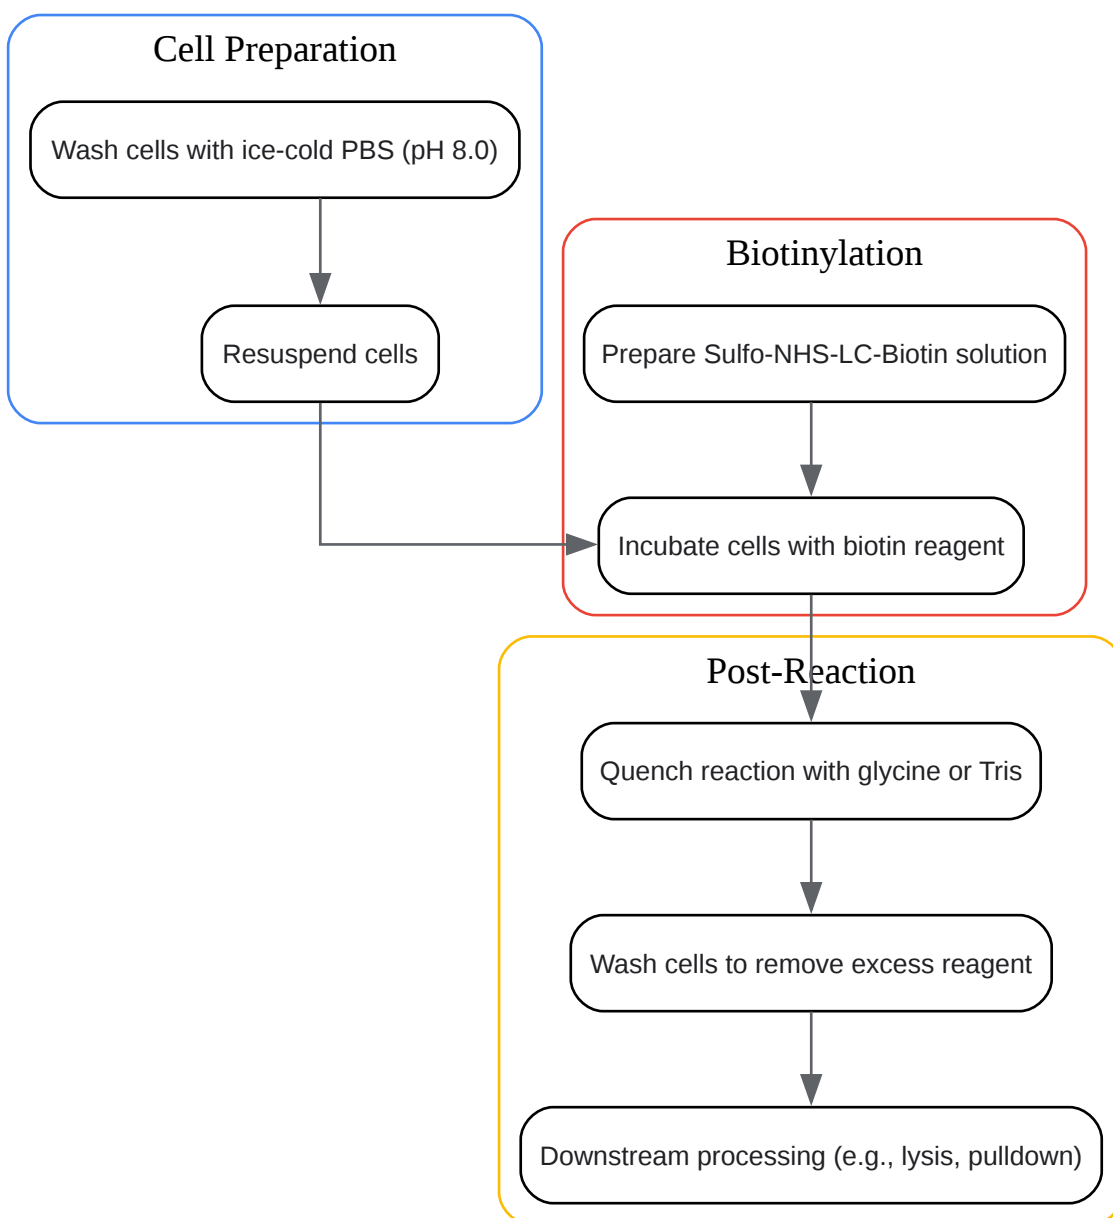 Cell Preparation
Wash cells with ice-cold PBS (pH 8.0)
Resuspend cells
Biotinylation
Prepare Sulfo-NHS-LC-Biotin solution
Incubate cells with biotin reagent
Post-Reaction
Quench reaction with glycine or Tris
Wash cells to remove excess reagent
Downstream processing (e.g., lysis, pulldown)